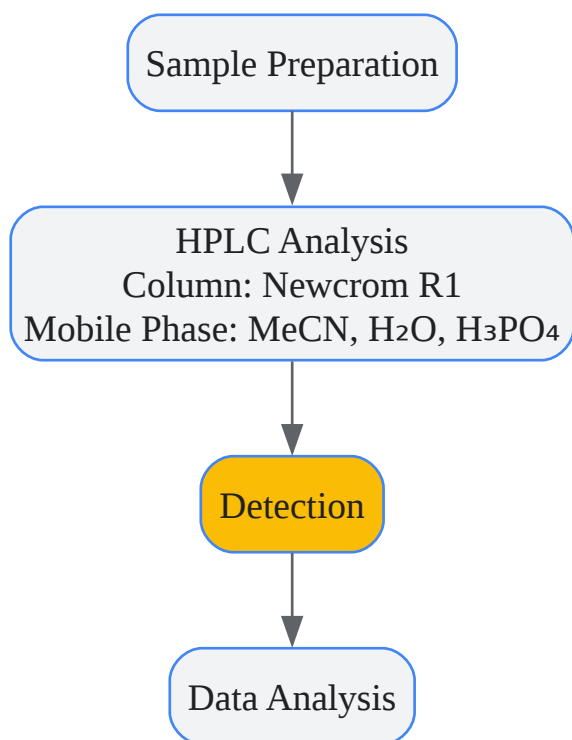 Sample Preparation
HPLC Analysis
Column: Newcrom R1
Mobile Phase: MeCN, H₂O, H₃PO₄
Detection
Data Analysis